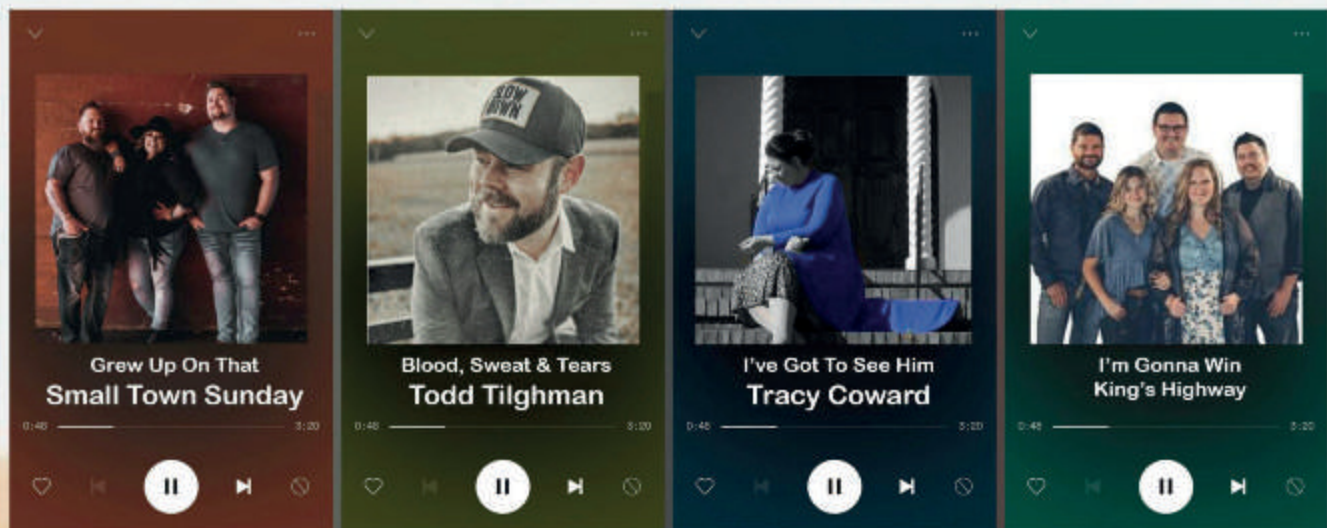 SLOW
DOWN
Grew Up On That
Small Town Sunday
0:48
3:20
Blood, Sweat & Tears
Todd Tilghman
0:48
3:20
I've Got To See Him
Tracy Coward
0:48
3:20
I'm Gonna Win
King's Highway
0:48
3:20